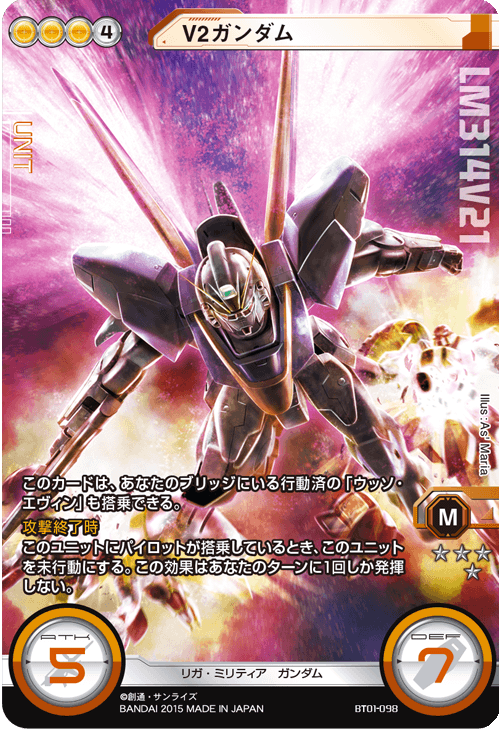 4
V2ガンダム
UNIT
LM314V21
Illus : As' Maria
このカードは、あなたのブリッジにいる行動済の「ウッソ・
エヴィン」も搭乗できる。
攻撃終了時
このユニットにパイロットが搭乗しているとき、このユニット
を未行動にする。この効果はあなたのターンに1回しか発揮
しない。
M
ATK
5
DEF
7
リガ・ミリティア ガンダム
©創通・サンライズ
BANDAI 2015 MADE IN JAPAN
BT01-098